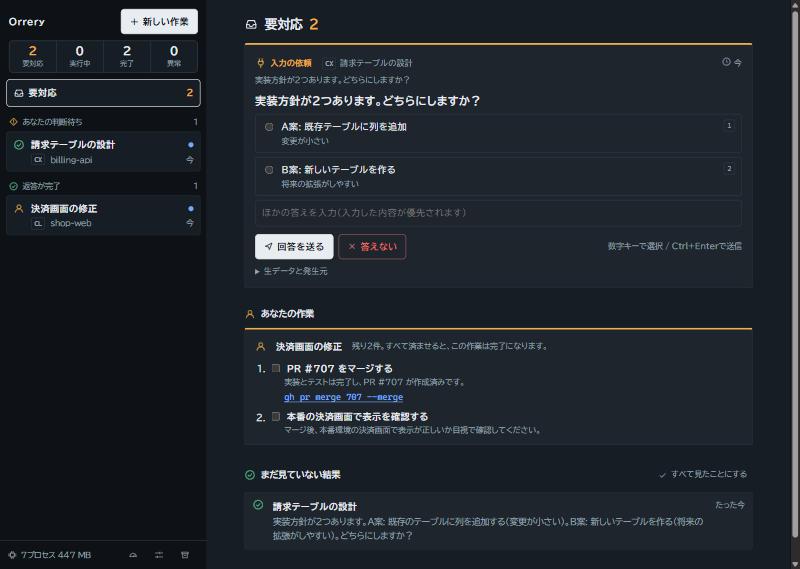 Orrery
+ 新しい作業
2 0 2 0
要対応 実行中 完了 異常
要対応 2
あなたの判断待ち 1
請求テーブルの設計
CX billing-api 今
返答が完了 1
決済画面の修正
CL shop-web 今
7プロセス 447 MB
要対応 2
入力の依頼 CX 請求テーブルの設計 今
実装方針が2つあります。どちらにしますか？
実装方針が2つあります。どちらにしますか？
A案: 既存テーブルに列を追加 1
変更が小さい
B案: 新しいテーブルを作る 2
将来の拡張がしやすい
ほかの答えを入力(入力した内容が優先されます)
回答を送る × 答えない 数字キーで選択 / Ctrl+Enterで送信
▶ 生データと発生元
あなたの作業
決済画面の修正 残り2件。すべて済ませると、この作業は完了になります。
1. PR #707 をマージする
実装とテストは完了し、PR #707 が作成済みです。
gh pr merge 707 --merge
2. 本番の決済画面で表示を確認する
マージ後、本番環境の決済画面で表示が正しいか目視で確認してください。
まだ見ていない結果 ✓ すべて見たことにする
請求テーブルの設計 たった今
実装方針が2つあります。A案: 既存のテーブルに列を追加する(変更が小さい)。B案: 新しいテーブルを作る(将来の
拡張がしやすい)。どちらにしますか？